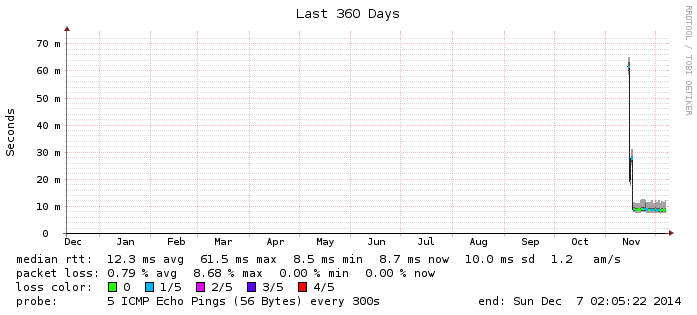 Last 360 Days
RRDTOOL / TOBI OETIKER
Seconds
70 m
60 m
50 m
40 m
30 m
20 m
10 m
0
Dec Jan Feb Mar Apr May Jun Jul Aug Sep Oct Nov
median rtt: 12.3 ms avg 61.5 ms max 8.5 ms min 8.7 ms now 10.0 ms sd 1.2 am/s
packet loss: 0.79 % avg 8.68 % max 0.00 % min 0.00 % now
loss color: 0 1/5 2/5 3/5 4/5
probe: 5 ICMP Echo Pings (56 Bytes) every 300s end: Sun Dec 7 02:05:22 2014